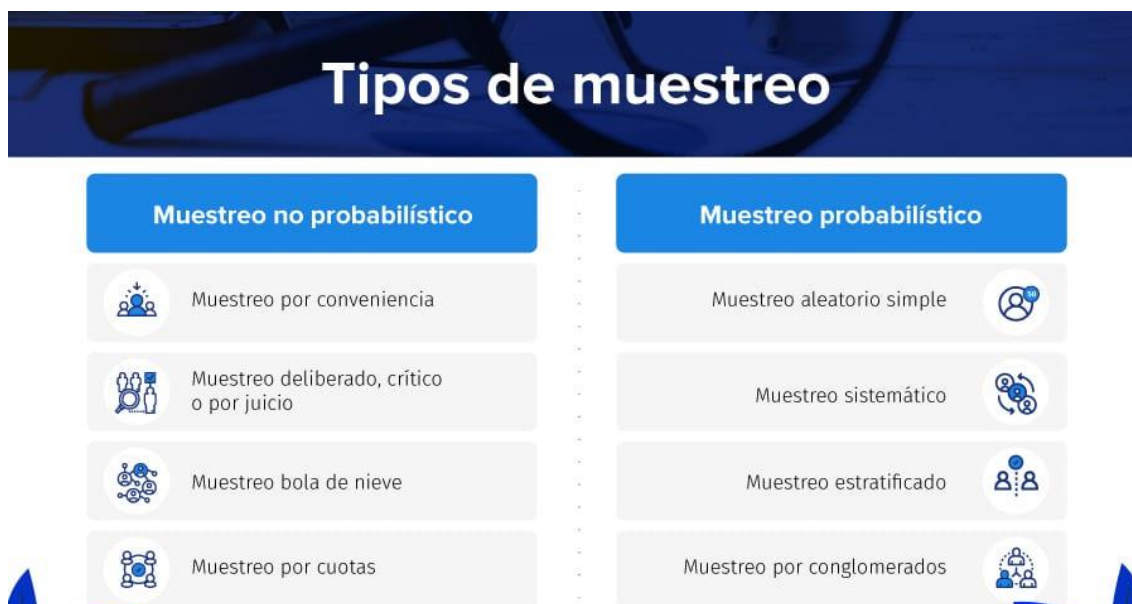 Tipos de muestreo
Muestreo no probabilístico
Muestreo por conveniencia
Muestreo deliberado, crítico
o por juicio
Muestreo bola de nieve
Muestreo por cuotas
Muestreo probabilístico
Muestreo aleatorio simple
50
Muestreo sistemático
Muestreo estratificado
Muestreo por conglomerados